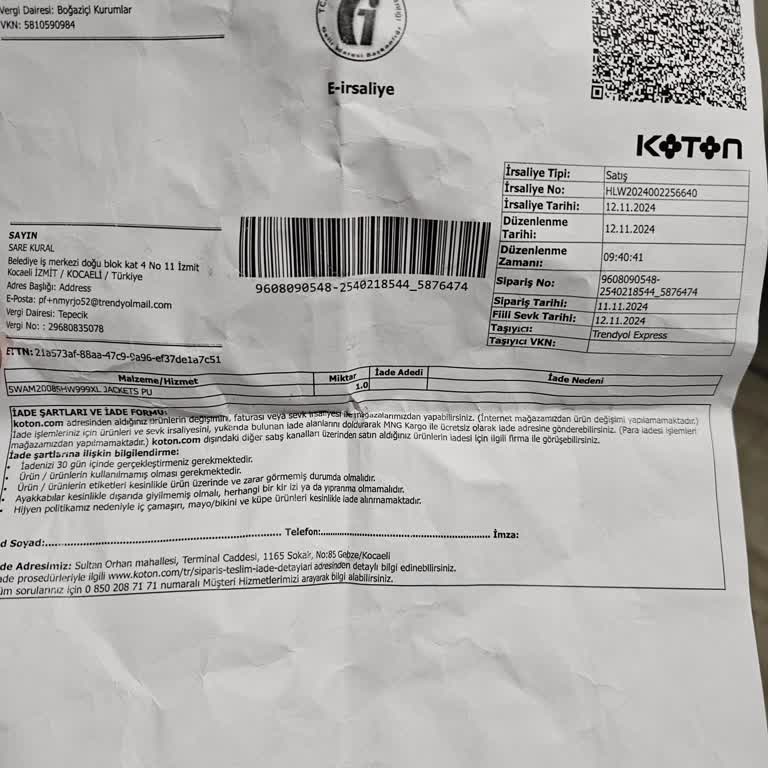 Vergi Dairesi: Boğaziçi Kurumlar
VKN: 5810590984
E-irsaliye
KOTON
İrsaliye Tipi: Satış
İrsaliye No: HLW2024002256640
İrsaliye Tarihi: 12.11.2024
Düzenlenme Tarihi: 12.11.2024
Düzenlenme Zamanı: 09:40:41
Sipariş No: 9608090548-2540218544_5876474
Sipariş Tarihi: 11.11.2024
Fiili Sevk Tarihi: 12.11.2024
Taşıyıcı: Trendyol Express
Taşıyıcı VKN:
SAYIN
SARE KURAL
Belediye iş merkezi doğu blok kat 4 No 11 İzmit
Kocaeli İZMİT / KOCAELİ / Türkiye
Adres Başlığı: Address
E-Posta: pf+nmyrjo52@trendyolmail.com
Vergi Dairesi: Tepecik
Vergi No: : 29680835078
9608090548-2540218544_5876474
ETTN: 21a573af-88aa-47c9-9a96-ef37de1a7c51
Malzeme/Hizmet Miktar İade Adedi İade Nedeni
SWAM20085HW999XL JACKETS PU 1.0
İADE ŞARTLARI VE İADE FORMU:
koton.com adresinden aldığınız ürünlerin değişimini, faturası veya sevk irsaliyesi ile mağazalarımızdan yapabilirsiniz. (İnternet mağazamızdan ürün değişimi yapılamamaktadır.)
İade işlemleriniz için ürünleri ve sevk irsaliyesini, yukarıda bulunan iade alanlarını doldurarak MNG Kargo ile ücretsiz olarak iade adresine gönderebilirsiniz. (Para iadesi işlemleri
mağazamızdan yapılmamaktadır.) koton.com dışındaki diğer satış kanalları üzerinden satın aldığınız ürünlerin iadesi için ilgili firma ile görüşebilirsiniz.
İade şartlarına ilişkin bilgilendirme:
• İadenizi 30 gün içinde gerçekleştirmeniz gerekmektedir.
• Ürün / ürünlerin kullanılmamış olması gerekmektedir.
• Ürün / ürünlerin etiketleri kesinlikle ürün üzerinde ve zarar görmemiş durumda olmalıdır.
• Ayakkabılar kesinlikle dışarıda giyilmemiş olmalı, herhangi bir kir izi ya da yıpranma olmamalıdır.
• Hijyen politikamız nedeniyle iç çamaşırı, mayo/bikini ve küpe ürünleri kesinlikle iade alınmamaktadır.
d Soyad:............................................................ Telefon:.................................................. İmza:
de Adresimiz: Sultan Orhan mahallesi, Terminal Caddesi, 1165 Sokak, No:85 Gebze/Kocaeli
ade prosedürleriyle ilgili www.koton.com/tr/siparis-teslim-iade-detaylari adresinden detaylı bilgi edinebilirsiniz.
üm sorularınız için 0 850 208 71 71 numaralı Müşteri Hizmetlerimizi arayarak bilgi alabilirsiniz.